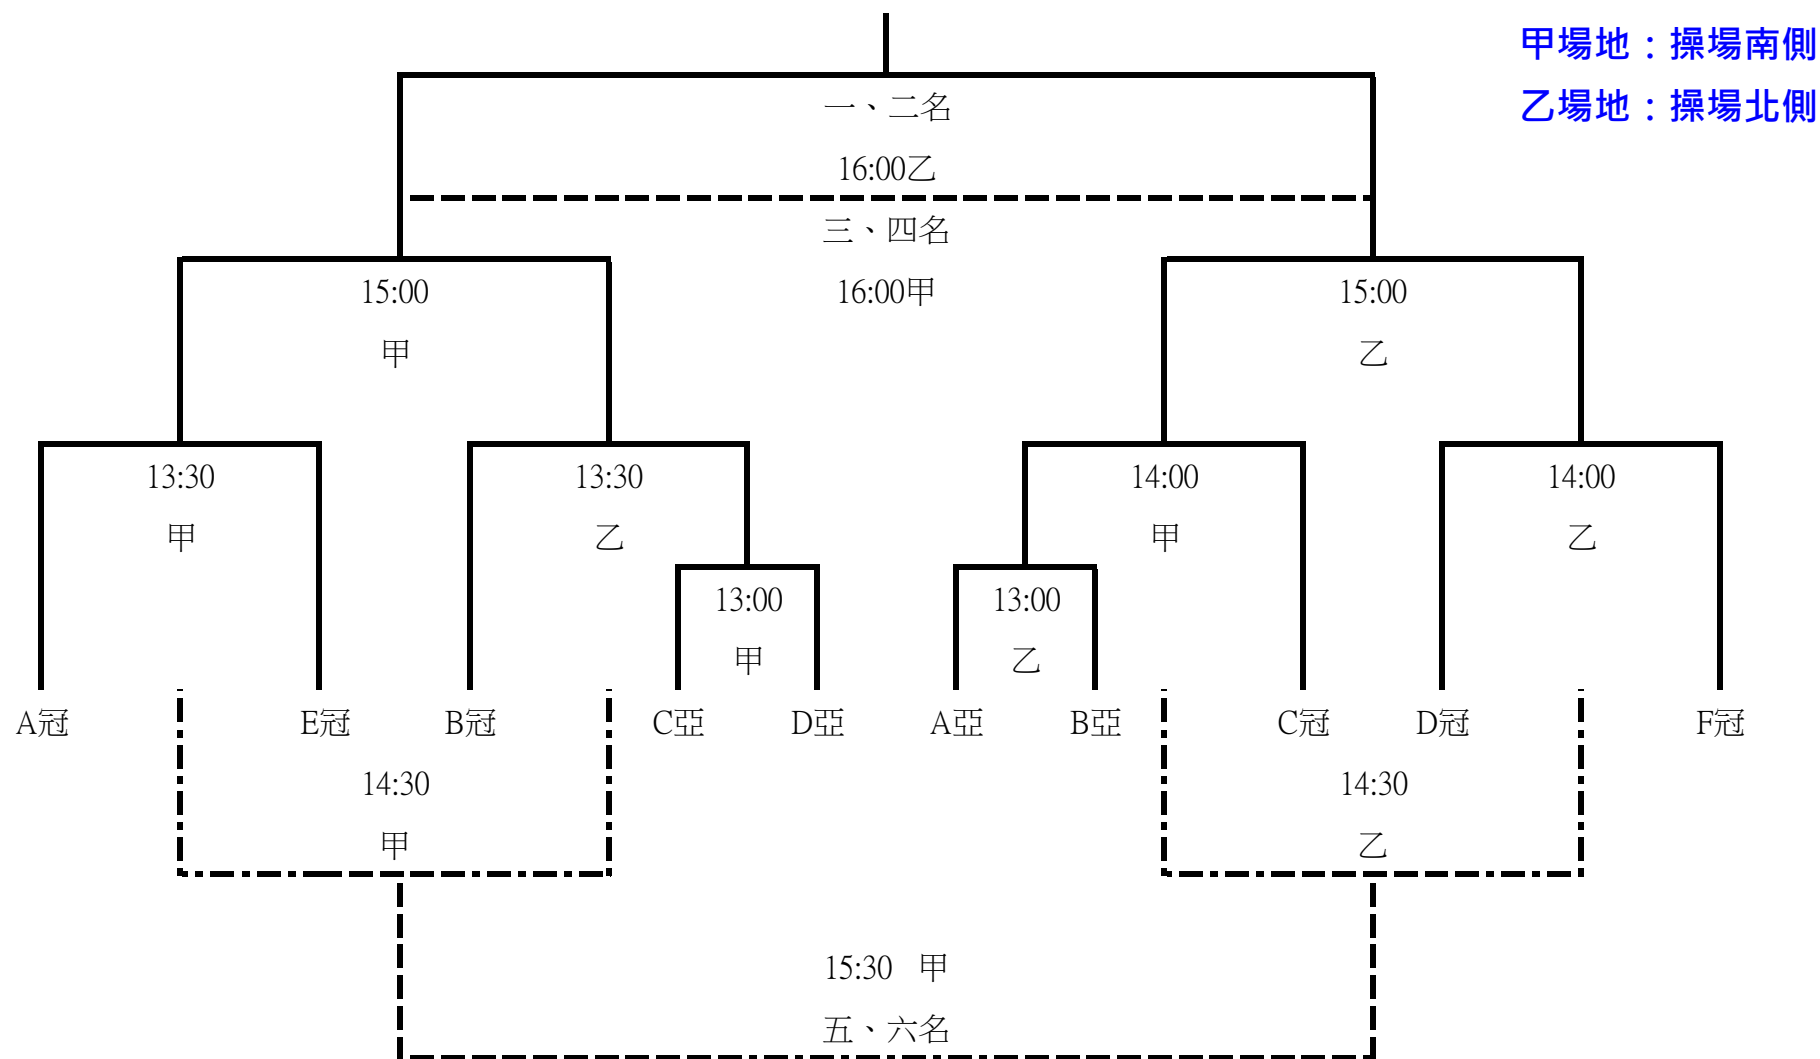 甲場地：操場南側
乙場地：操場北側
一、二名
16:00乙
三、四名
16:00甲
15:00
甲
15:00
乙
13:30
甲
13:30
乙
14:00
甲
14:00
乙
13:00
甲
13:00
乙
A冠 E冠 B冠 C亞 D亞 A亞 B亞 C冠 D冠 F冠
14:30
甲
14:30
乙
15:30 甲
五、六名